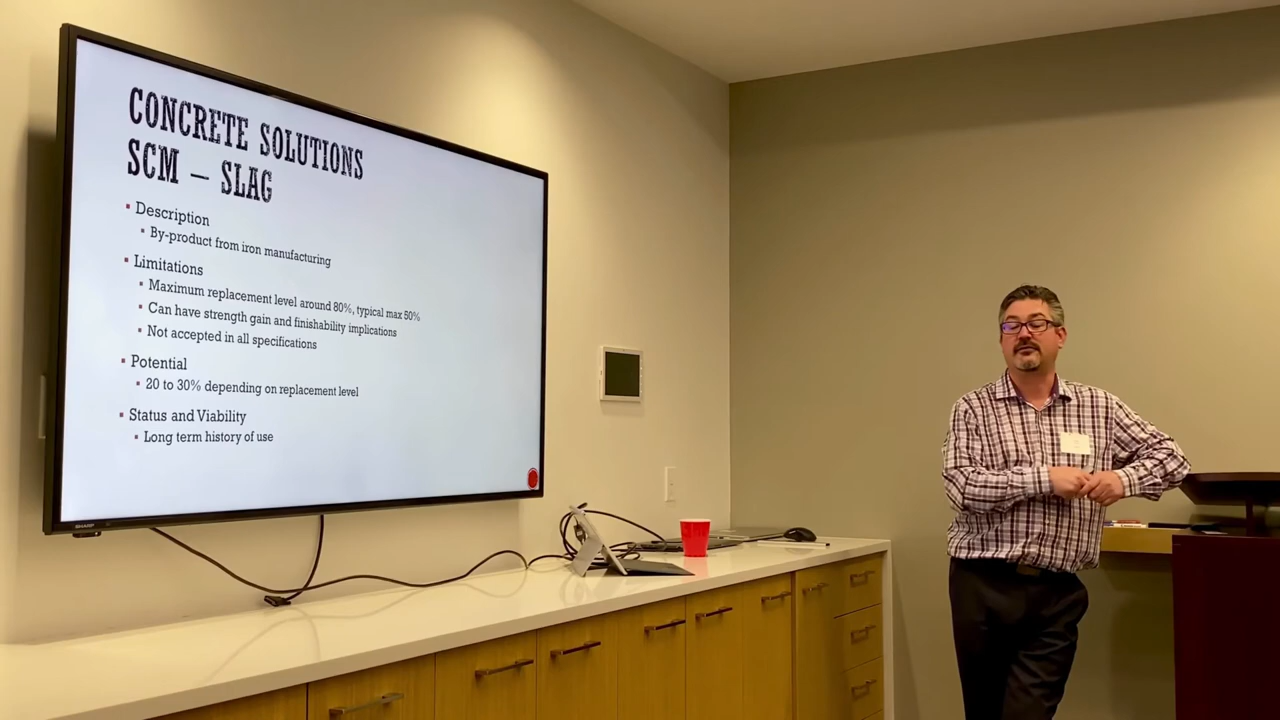 CONCRETE SOLUTIONS
SCM – SLAG
Description
By-product from iron manufacturing
Limitations
Maximum replacement level around 80%, typical max 50%
Can have strength gain and finishability implications
Not accepted in all specifications
Potential
20 to 30% depending on replacement level
Status and Viability
Long term history of use
SHARP